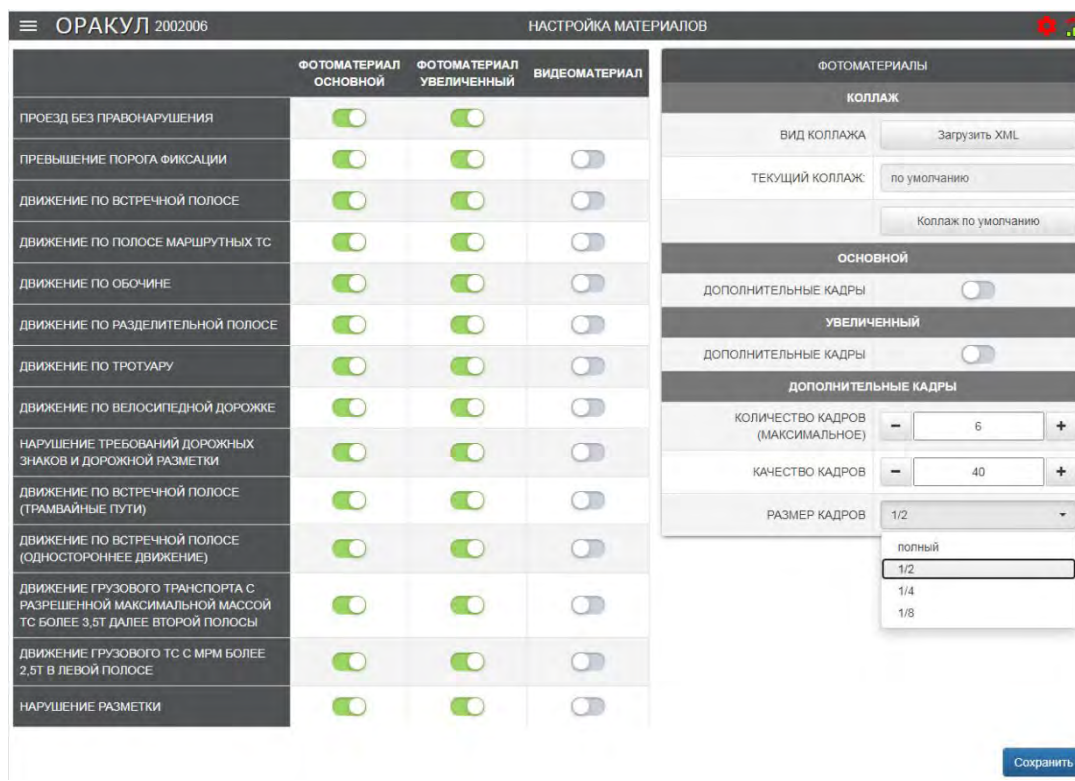 ОРАКУЛ 2002006
НАСТРОЙКА МАТЕРИАЛОВ
ФОТОМАТЕРИАЛ
ОСНОВНОЙ
ФОТОМАТЕРИАЛ
УВЕЛИЧЕННЫЙ
ВИДЕОМАТЕРИАЛ
ПРОЕЗД БЕЗ ПРАВОНАРУШЕНИЯ
ПРЕВЫШЕНИЕ ПОРОГА ФИКСАЦИИ
ДВИЖЕНИЕ ПО ВСТРЕЧНОЙ ПОЛОСЕ
ДВИЖЕНИЕ ПО ПОЛОСЕ МАРШРУТНЫХ ТС
ДВИЖЕНИЕ ПО ОБОЧИНЕ
ДВИЖЕНИЕ ПО РАЗДЕЛИТЕЛЬНОЙ ПОЛОСЕ
ДВИЖЕНИЕ ПО ТРОТУАРУ
ДВИЖЕНИЕ ПО ВЕЛОСИПЕДНОЙ ДОРОЖКЕ
НАРУШЕНИЕ ТРЕБОВАНИЙ ДОРОЖНЫХ
ЗНАКОВ И ДОРОЖНОЙ РАЗМЕТКИ
ДВИЖЕНИЕ ПО ВСТРЕЧНОЙ ПОЛОСЕ
(ТРАМВАЙНЫЕ ПУТИ)
ДВИЖЕНИЕ ПО ВСТРЕЧНОЙ ПОЛОСЕ
(ОДНОСТОРОННЕЕ ДВИЖЕНИЕ)
ДВИЖЕНИЕ ГРУЗОВОГО ТРАНСПОРТА С
РАЗРЕШЕННОЙ МАКСИМАЛЬНОЙ МАССОЙ
ТС БОЛЕЕ 3,5Т ДАЛЕЕ ВТОРОЙ ПОЛОСЫ
ДВИЖЕНИЕ ГРУЗОВОГО ТС С МРМ БОЛЕЕ
2,5Т В ЛЕВОЙ ПОЛОСЕ
НАРУШЕНИЕ РАЗМЕТКИ
ФОТОМАТЕРИАЛЫ
КОЛЛАЖ
ВИД КОЛЛАЖА Загрузить XML
ТЕКУЩИЙ КОЛЛАЖ: по умолчанию
Коллаж по умолчанию
ОСНОВНОЙ
ДОПОЛНИТЕЛЬНЫЕ КАДРЫ
УВЕЛИЧЕННЫЙ
ДОПОЛНИТЕЛЬНЫЕ КАДРЫ
ДОПОЛНИТЕЛЬНЫЕ КАДРЫ
КОЛИЧЕСТВО КАДРОВ
(МАКСИМАЛЬНОЕ)
− 6 +
КАЧЕСТВО КАДРОВ − 40 +
РАЗМЕР КАДРОВ 1/2
полный
1/2
1/4
1/8
Сохранить